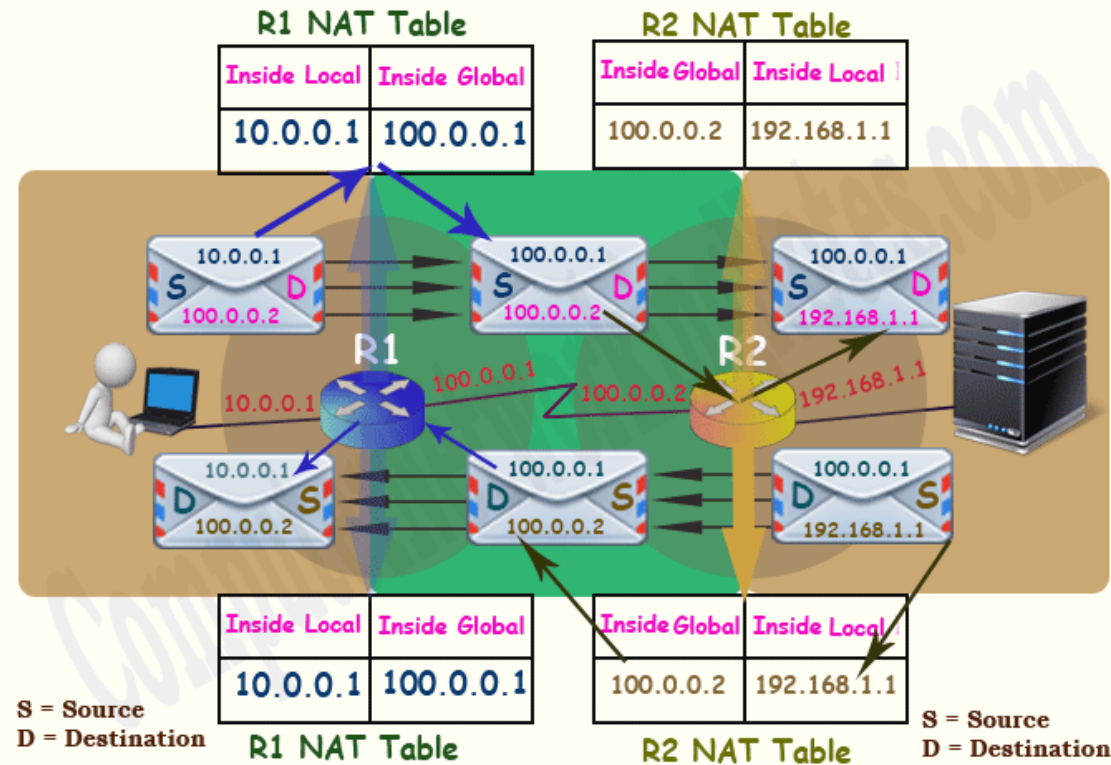 R1 NAT Table
R2 NAT Table
Inside Local
Inside Global
Inside Global
Inside Local
10.0.0.1
100.0.0.1
100.0.0.2
192.168.1.1
10.0.0.1
S D
100.0.0.2
100.0.0.1
S D
100.0.0.2
100.0.0.1
S D
192.168.1.1
R1
R2
10.0.0.1
100.0.0.1
100.0.0.2
192.168.1.1
10.0.0.1
D S
100.0.0.2
100.0.0.1
D S
100.0.0.2
100.0.0.1
D S
192.168.1.1
Inside Local
Inside Global
Inside Global
Inside Local
10.0.0.1
100.0.0.1
100.0.0.2
192.168.1.1
S = Source
D = Destination
R1 NAT Table
R2 NAT Table
S = Source
D = Destination